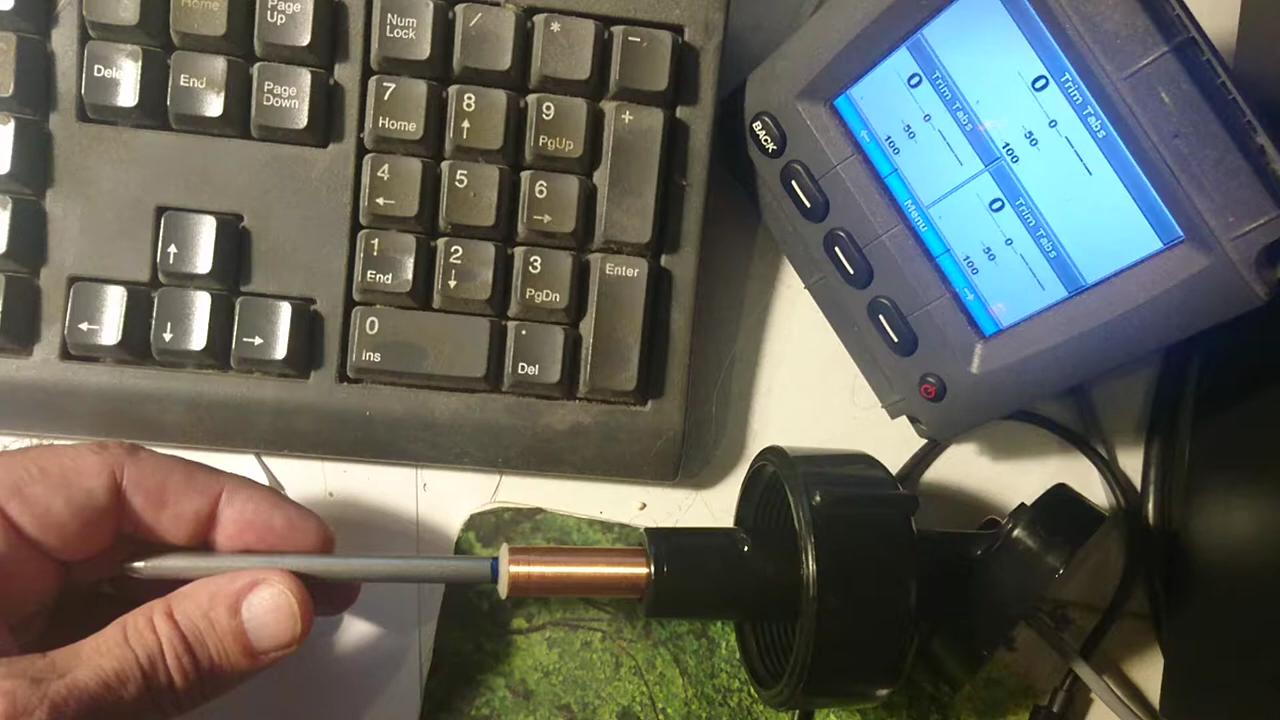 Home
Page
Up
Num
Lock
/
*
-
End
Page
Down
7
Home
8
↑
9
PgUp
+
4
←
5
6
→
1
End
2
↓
3
PgDn
Enter
0
Ins
.
Del
↑
←
↓
→
BACK
Trim Tabs
0
0
-50
100
Trim Tabs
0
0
-50
100
Trim Tabs
0
0
-50
100
←
Menu
→